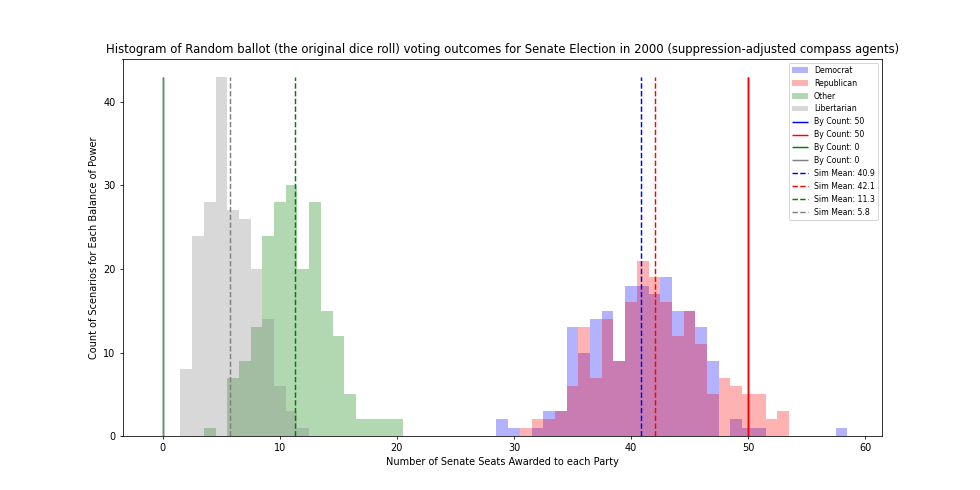 Histogram of Random ballot (the original dice roll) voting outcomes for Senate Election in 2000 (suppression-adjusted compass agents)
Democrat
Republican
Other
Libertarian
By Count: 50
By Count: 50
By Count: 0
By Count: 0
Sim Mean: 40.9
Sim Mean: 42.1
Sim Mean: 11.3
Sim Mean: 5.8
Count of Scenarios for Each Balance of Power
40
30
20
10
0
0 10 20 30 40 50 60
Number of Senate Seats Awarded to each Party